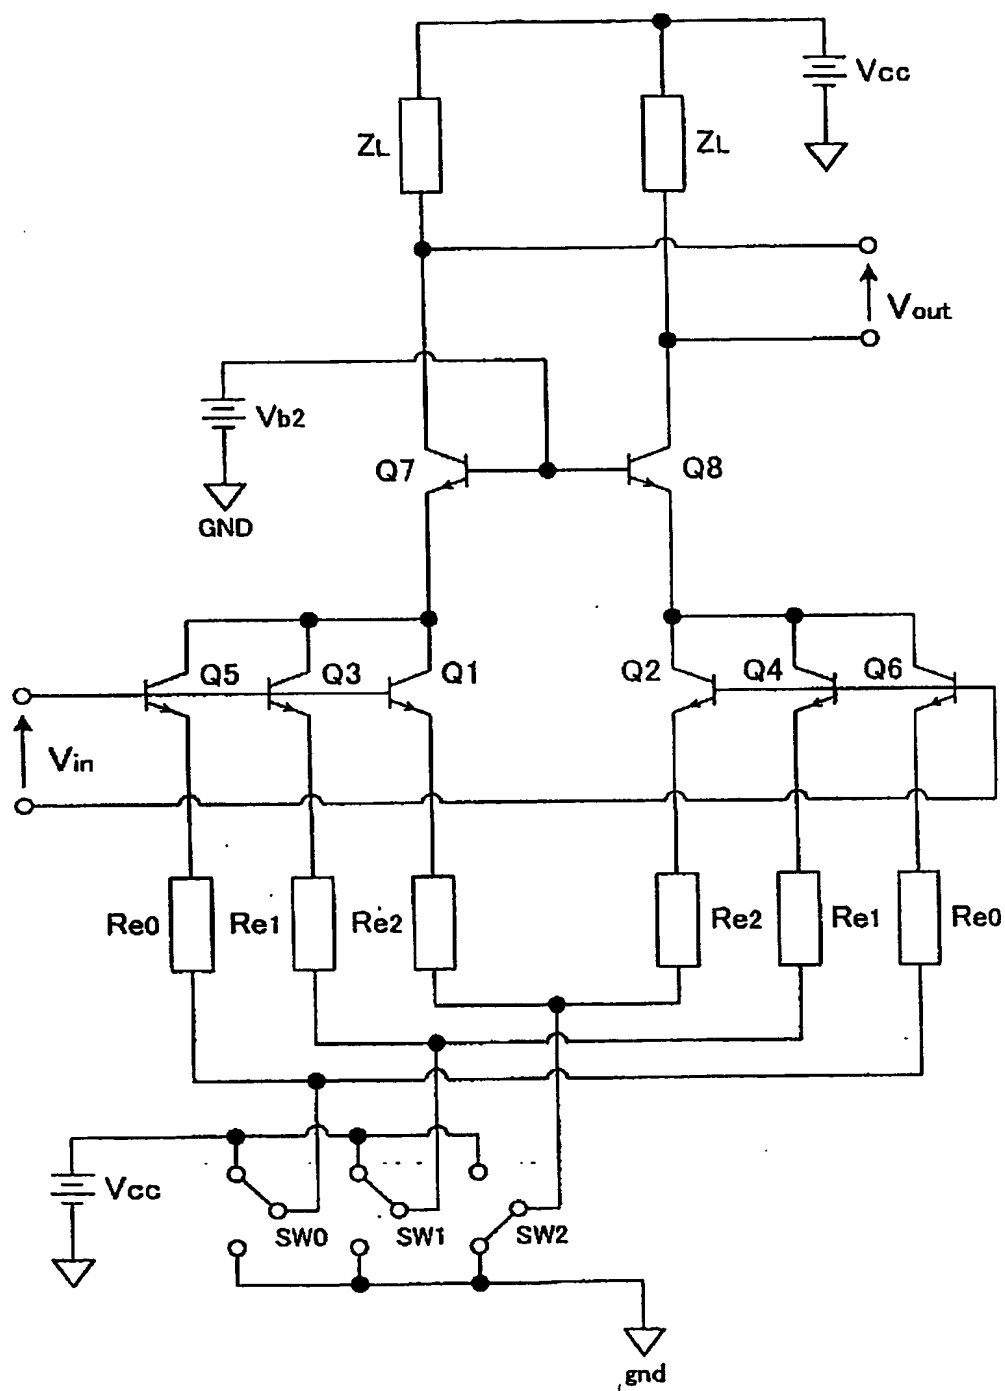 Vcc
ZL
ZL
Vout
Vb2
Q7
Q8
GND
Q5
Q3
Q1
Q2
Q4
Q6
Vin
Re0
Re1
Re2
Re2
Re1
Re0
Vcc
SW0
SW1
SW2
gnd